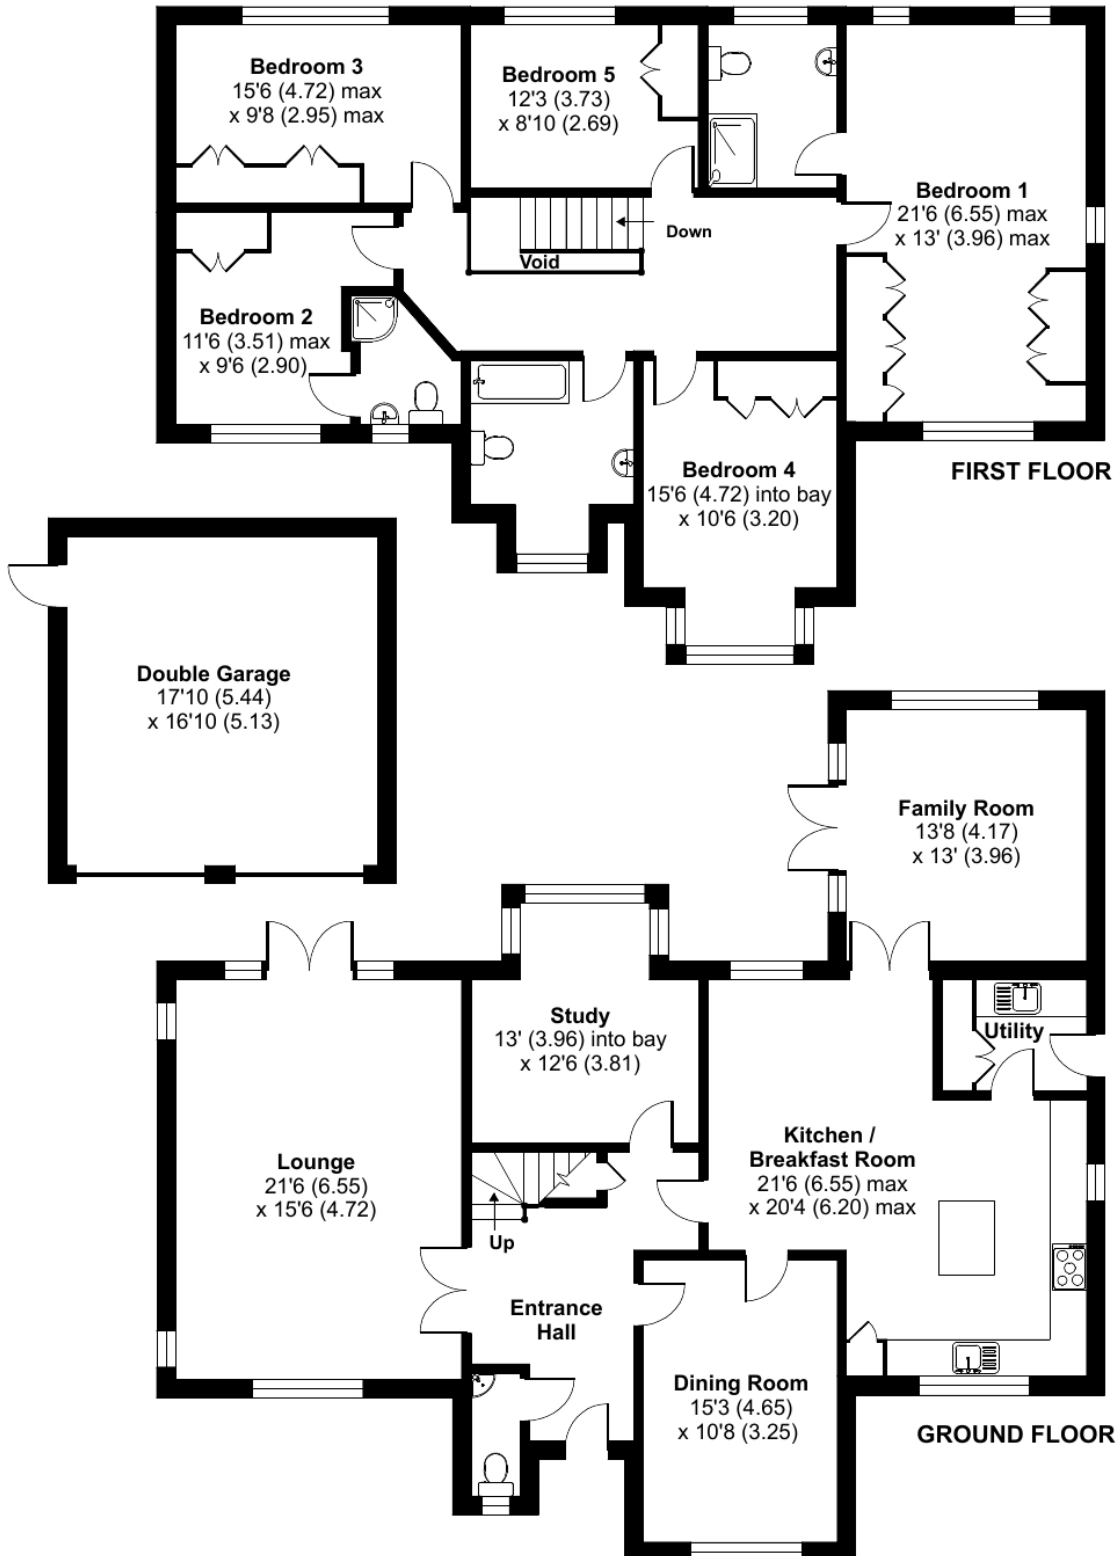 Bedroom 3
15'6 (4.72) max
x 9'8 (2.95) max
Bedroom 5
12'3 (3.73)
x 8'10 (2.69)
Bedroom 1
21'6 (6.55) max
x 13' (3.96) max
Down
Void
Bedroom 2
11'6 (3.51) max
x 9'6 (2.90)
Bedroom 4
15'6 (4.72) into bay
x 10'6 (3.20)
FIRST FLOOR
Double Garage
17'10 (5.44)
x 16'10 (5.13)
Family Room
13'8 (4.17)
x 13' (3.96)
Study
13' (3.96) into bay
x 12'6 (3.81)
Utility
Kitchen /
Breakfast Room
21'6 (6.55) max
x 20'4 (6.20) max
Lounge
21'6 (6.55)
x 15'6 (4.72)
Up
Entrance
Hall
Dining Room
15'3 (4.65)
x 10'8 (3.25)
GROUND FLOOR